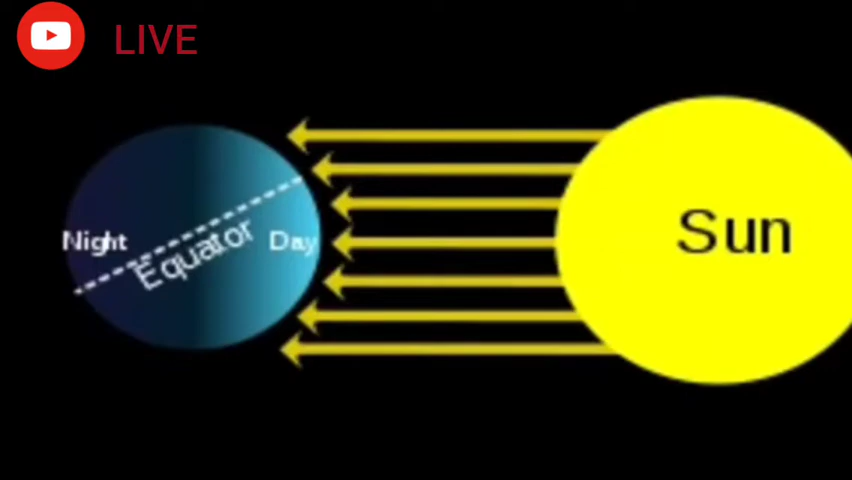 LIVE
Night
Equator
Day
Sun